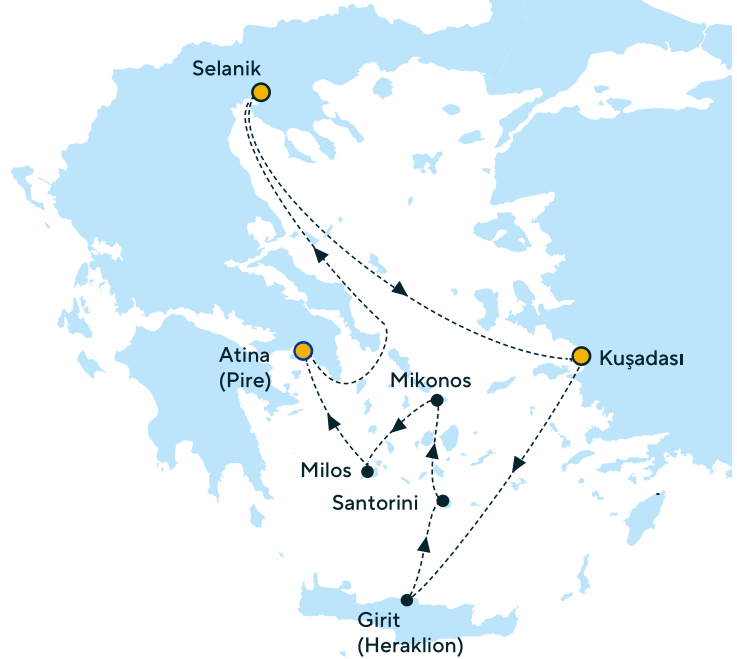 Selanik
Atina
(Pire)
Kuşadası
Mikonos
Milos
Santorini
Girit
(Heraklion)